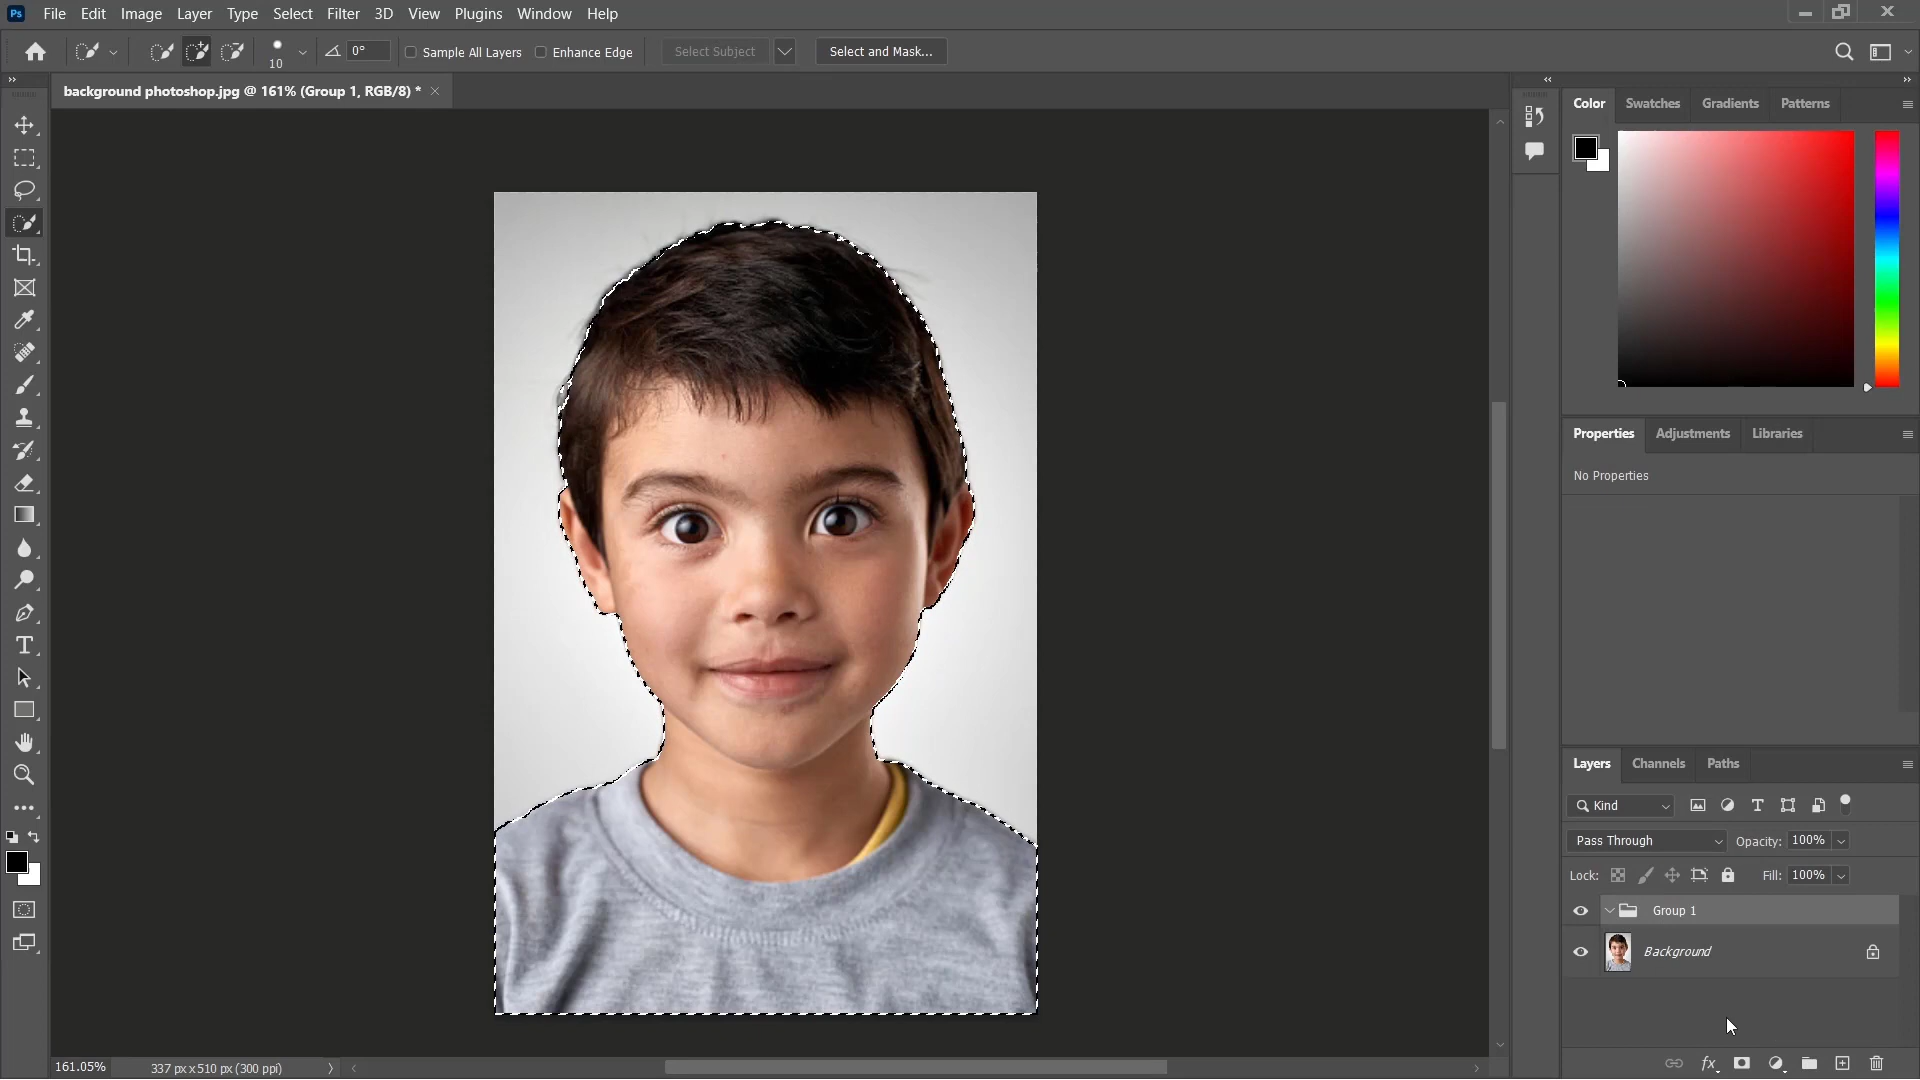 Ps File Edit Image Layer Type Select Filter 3D View Plugins Window Help
10 0° Sample All Layers Enhance Edge Select Subject Select and Mask...
background photoshop.jpg @ 161% (Group 1, RGB/8) *
Color Swatches Gradients Patterns
Properties Adjustments Libraries
No Properties
Layers Channels Paths
Kind
Pass Through Opacity: 100%
Lock: Fill: 100%
Group 1
Background
161.05% 337 px x 510 px (300 ppi)
fx